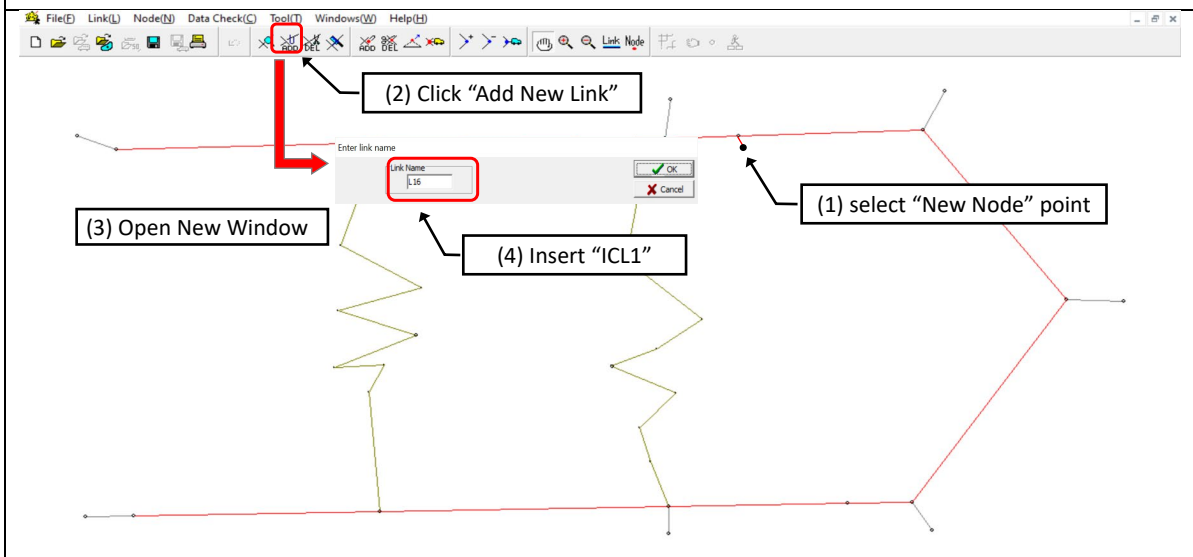 File(F) Link(L) Node(N) Data Check(C) Tool(T) Windows(W) Help(H)
ADD DEL ADD DEL Link Node
(2) Click “Add New Link”
Enter link name
Link Name
L16
OK
Cancel
(1) select “New Node” point
(3) Open New Window
(4) Insert “ICL1”